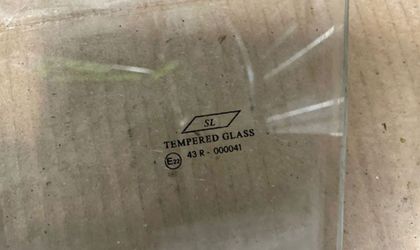 SL
TEMPERED GLASS
E22 43 R - 000041